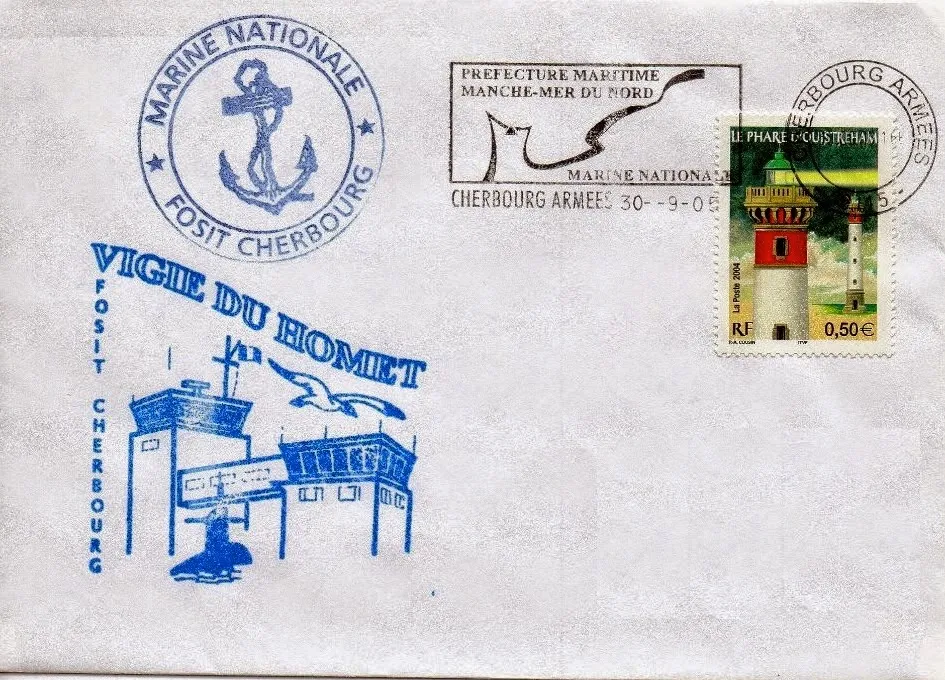 MARINE NATIONALE
FOSIT CHERBOURG
PREFECTURE MARITIME
MANCHE-MER DU NORD
MARINE NATIONALE
CHERBOURG ARMEES 30--9-05
CHERBOURG ARMEES
LE PHARE D'OUISTREHAM
La Poste 2004
RF
0,50€
ITVF
VIGIE DU HOMET
FOSIT CHERBOURG